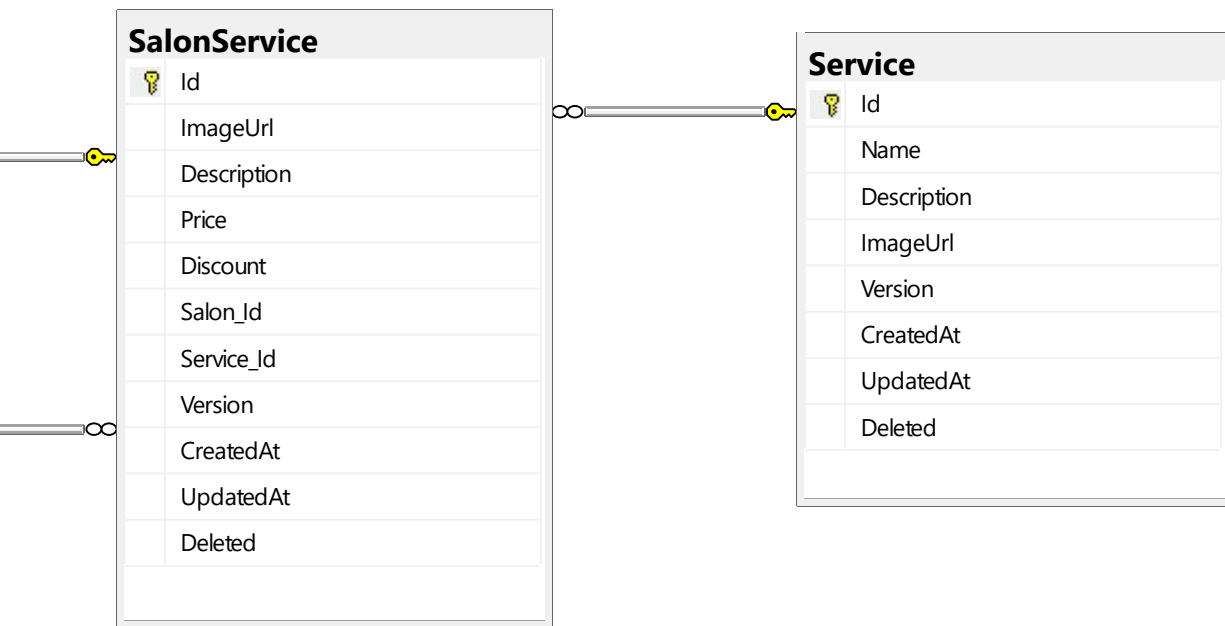 SalonService
Id
ImageUrl
Description
Price
Discount
Salon_Id
Service_Id
Version
CreatedAt
UpdatedAt
Deleted
Service
Id
Name
Description
ImageUrl
Version
CreatedAt
UpdatedAt
Deleted